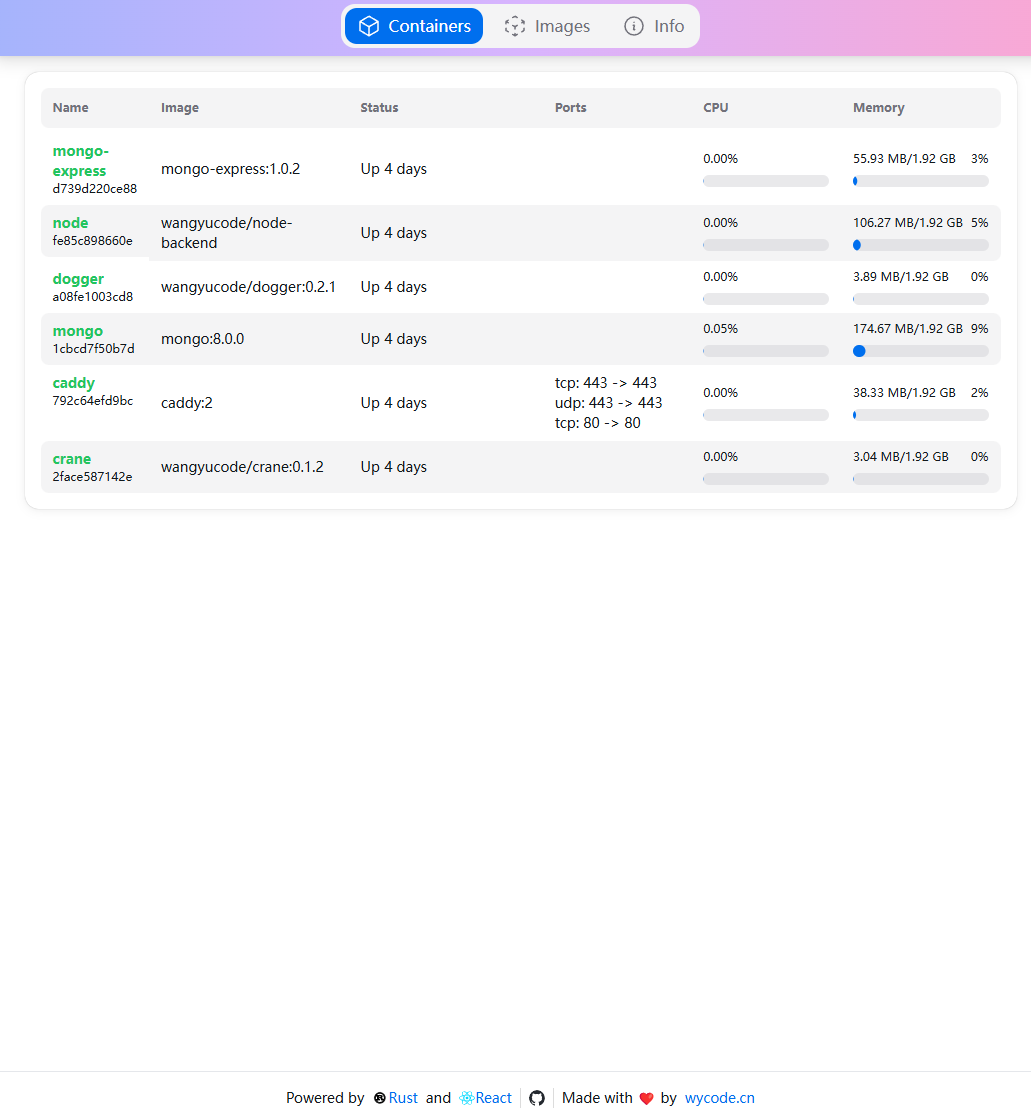 Containers Images Info
Name Image Status Ports CPU Memory
mongo-
express
d739d220ce88
mongo-express:1.0.2
Up 4 days
0.00%
55.93 MB/1.92 GB 3%
node
fe85c898660e
wangyucode/node-
backend
Up 4 days
0.00%
106.27 MB/1.92 GB 5%
dogger
a08fe1003cd8
wangyucode/dogger:0.2.1
Up 4 days
0.00%
3.89 MB/1.92 GB 0%
mongo
1cbcd7f50b7d
mongo:8.0.0
Up 4 days
0.05%
174.67 MB/1.92 GB 9%
caddy
792c64efd9bc
caddy:2
Up 4 days
tcp: 443 -> 443
udp: 443 -> 443
tcp: 80 -> 80
0.00%
38.33 MB/1.92 GB 2%
crane
2face587142e
wangyucode/crane:0.1.2
Up 4 days
0.00%
3.04 MB/1.92 GB 0%
Powered by Rust and React Made with by wycode.cn